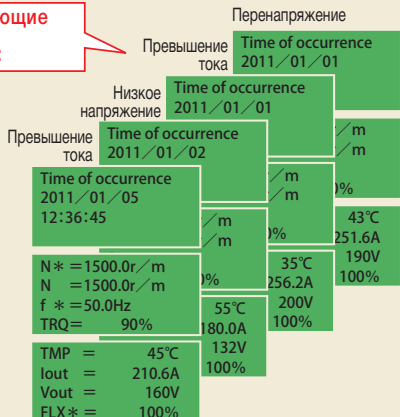 ющие
Перенапряжение
Превышение
тока
Time of occurrence
2011/01/01
Низкое
напряжение
Time of occurrence
2011/01/01
Превышение
тока
Time of occurrence
2011/01/02
Time of occurrence
2011/01/05
12:36:45
N*=1500.0r/m
N =1500.0r/m
f *=50.0Hz
TRQ= 90%
TMP = 45℃
Iout = 210.6A
Vout = 160V
FLX*= 100%
/m
/m
0%
55℃
180.0A
132V
100%
/m
/m
0%
35℃
256.2A
200V
100%
/m
/m
%
43℃
251.6A
190V
100%